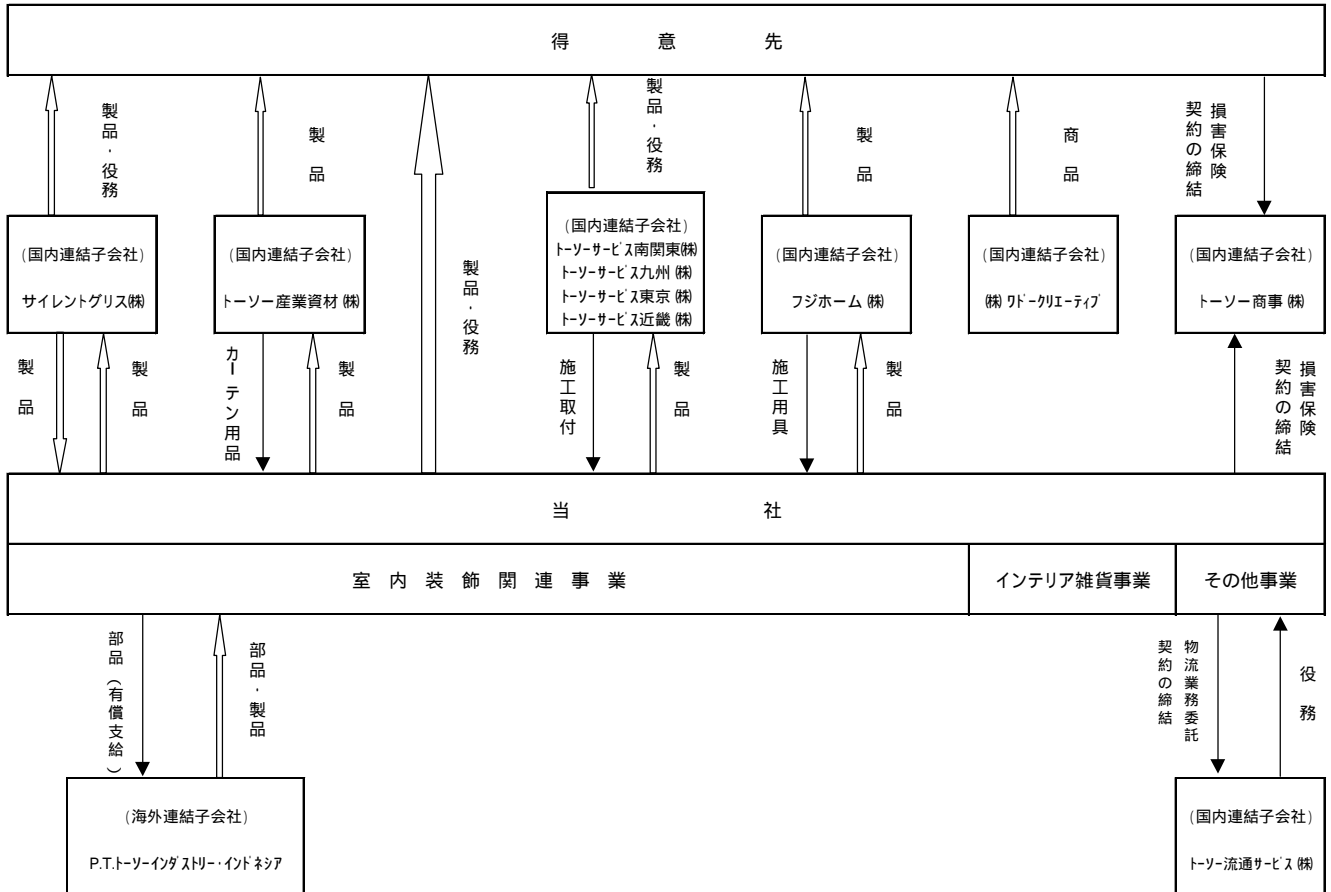 得意先
製品・役務
製品
製品・役務
製品・役務
製品
商品
損害保険
契約の締結
(国内連結子会社)
サイレントグリス(株)
(国内連結子会社)
トーソー産業資材(株)
(国内連結子会社)
トーソーサービス南関東(株)
トーソーサービス九州(株)
トーソーサービス東京(株)
トーソーサービス近畿(株)
(国内連結子会社)
フジホーム(株)
(国内連結子会社)
(株)ワドークリエーティブ
(国内連結子会社)
トーソー商事(株)
製品
製品
カーテン用品
製品
施工取付
製品
施工用具
製品
損害保険
契約の締結
当社
室内装飾関連事業
インテリア雑貨事業
その他事業
部品(有償支給)
部品・製品
物流業務委託
契約の締結
役務
(海外連結子会社)
P.T.トーソーインダストリー・インドネシア
(国内連結子会社)
トーソー流通サービス(株)